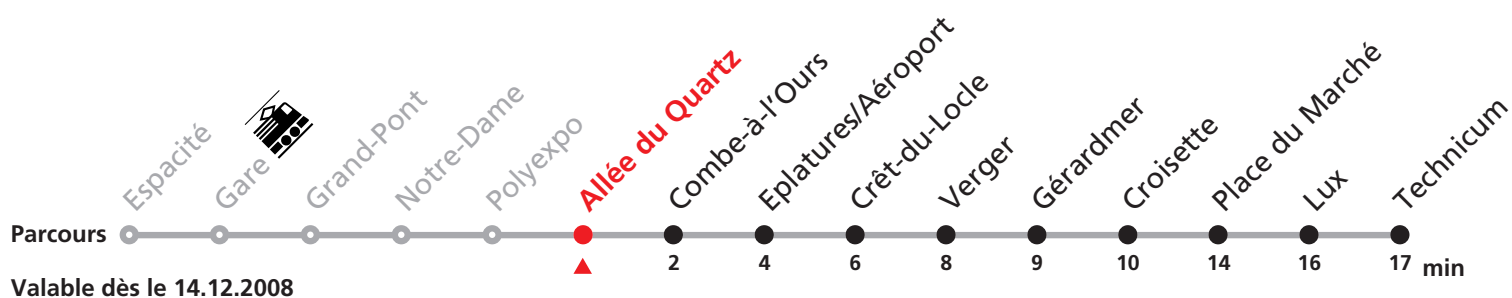 Espacité
Gare
Grand-Pont
Notre-Dame
Polyexpo
Allée du Quartz
Combe-à-l'Ours
Eplatures/Aéroport
Crêt-du-Locle
Verger
Gérardmer
Croisette
Place du Marché
Lux
Technicum
Parcours
2 4 6 8 9 10 14 16 17 min
Valable dès le 14.12.2008